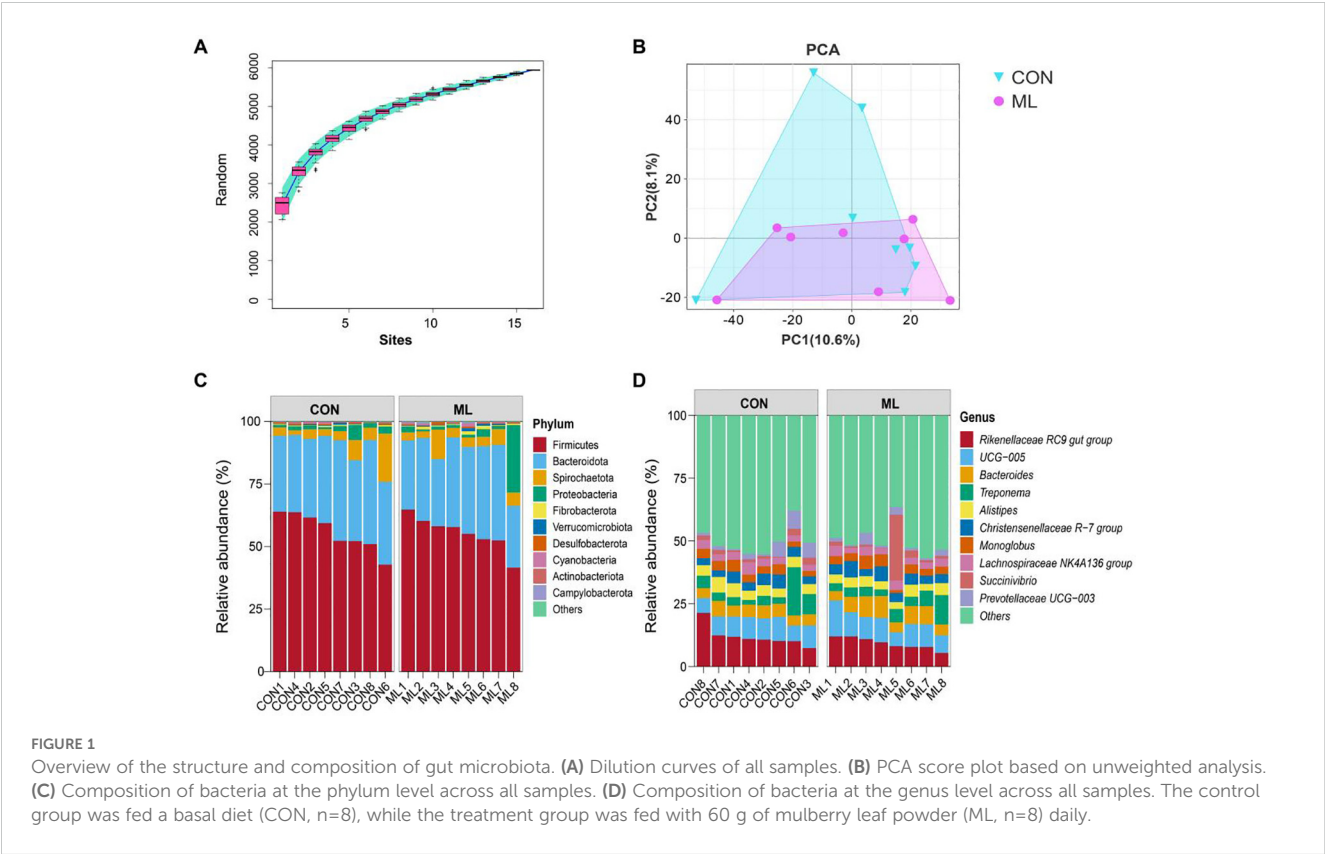 A
Random
0
1000
2000
3000
4000
5000
6000
5
10
15
Sites
B
PCA
PC2(8.1%)
40
20
0
-20
-40
-20
0
20
PC1(10.6%)
CON
ML
C
Relative abundance (%)
100
75
50
25
0
CON
ML
CON1
CON4
CON2
CON5
CON7
CON3
CON8
CON6
ML1
ML2
ML3
ML4
ML5
ML6
ML7
ML8
Phylum
Firmicutes
Bacteroidota
Spirochaetota
Proteobacteria
Fibrobacterota
Verrucomicrobiota
Desulfobacterota
Cyanobacteria
Actinobacteriota
Campylobacterota
Others
D
Relative abundance (%)
100
75
50
25
0
CON
ML
CON8
CON7
CON1
CON4
CON2
CON5
CON6
CON3
ML1
ML2
ML3
ML4
ML5
ML6
ML7
ML8
Genus
Rikenellaceae RC9 gut group
UCG-005
Bacteroides
Treponema
Alistipes
Christensenellaceae R-7 group
Monoglobus
Lachnospiraceae NK4A136 group
Succinivibrio
Prevotellaceae UCG-003
Others
FIGURE 1
Overview of the structure and composition of gut microbiota. (A) Dilution curves of all samples. (B) PCA score plot based on unweighted analysis.
(C) Composition of bacteria at the phylum level across all samples. (D) Composition of bacteria at the genus level across all samples. The control
group was fed a basal diet (CON, n=8), while the treatment group was fed with 60 g of mulberry leaf powder (ML, n=8) daily.